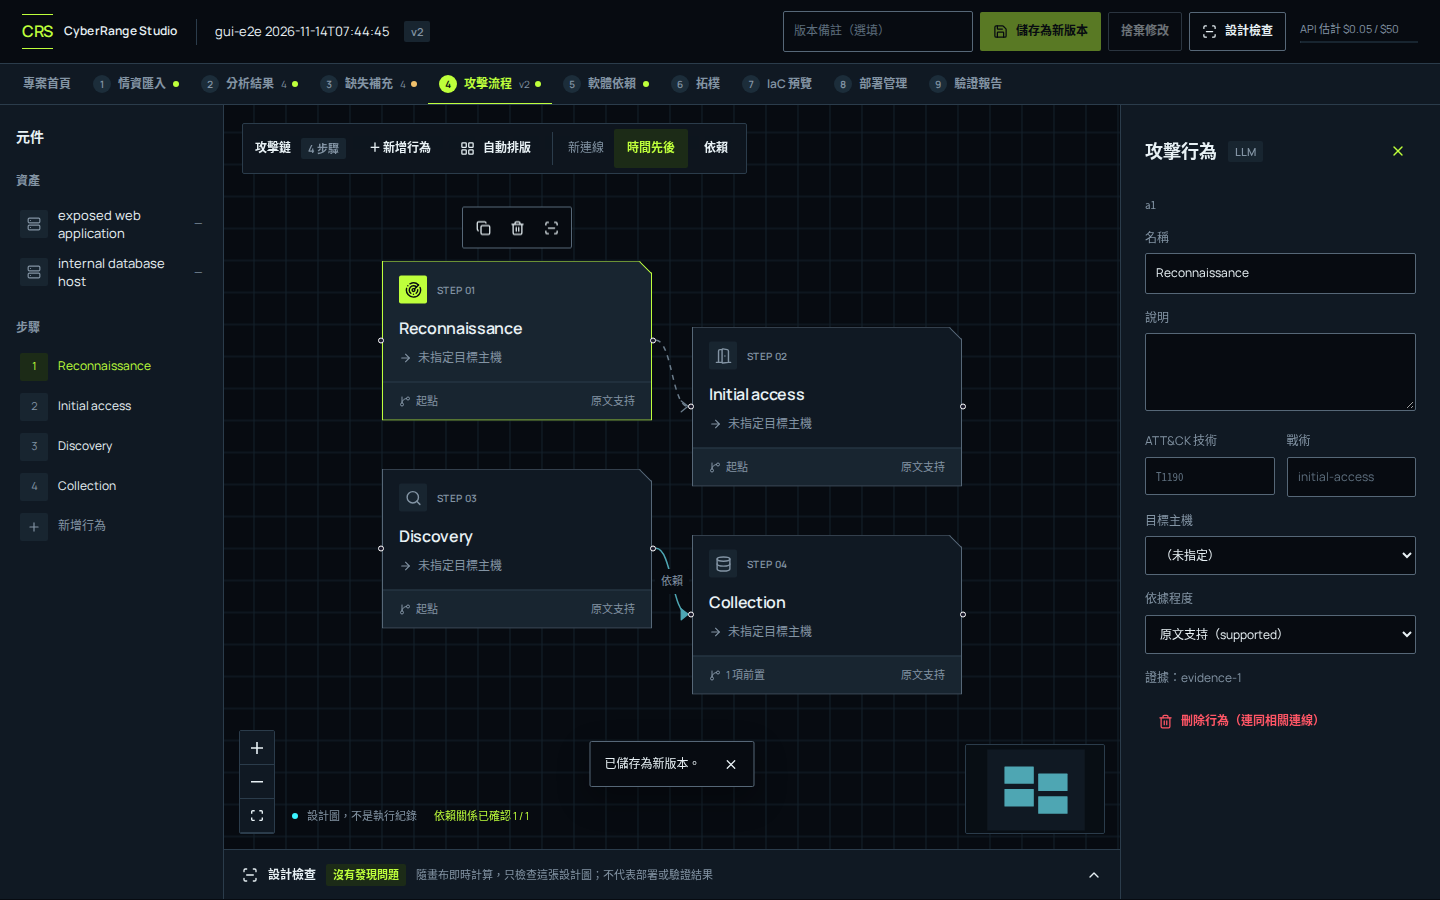 CRS CyberRange Studio gui-e2e 2026-11-14T07:44:45 v2 版本備註（選填） 儲存為新版本 捨棄修改 設計檢查 API 估計 $0.05 / $50
專案首頁 1 情資匯入 2 分析結果 4 3 缺失補充 4 4 攻擊流程 v2 5 軟體依賴 6 拓樸 7 IaC 預覽 8 部署管理 9 驗證報告
元件
資產
exposed web
application
—
internal database
host
—
步驟
1 Reconnaissance
2 Initial access
3 Discovery
4 Collection
+ 新增行為
攻擊鏈 4 步驟 + 新增行為 自動排版 新連線 時間先後 依賴
STEP 01
Reconnaissance
→ 未指定目標主機
起點 原文支持
STEP 02
Initial access
→ 未指定目標主機
起點 原文支持
STEP 03
Discovery
→ 未指定目標主機
起點 原文支持
依賴
STEP 04
Collection
→ 未指定目標主機
1 項前置 原文支持
已儲存為新版本。
設計圖，不是執行紀錄 依賴關係已確認 1 / 1
設計檢查 沒有發現問題 隨畫布即時計算，只檢查這張設計圖；不代表部署或驗證結果
攻擊行為 LLM
a1
名稱
Reconnaissance
說明
ATT&CK 技術 戰術
T1190 initial-access
目標主機
（未指定）
依據程度
原文支持（supported）
證據：evidence-1
刪除行為（連同相關連線）